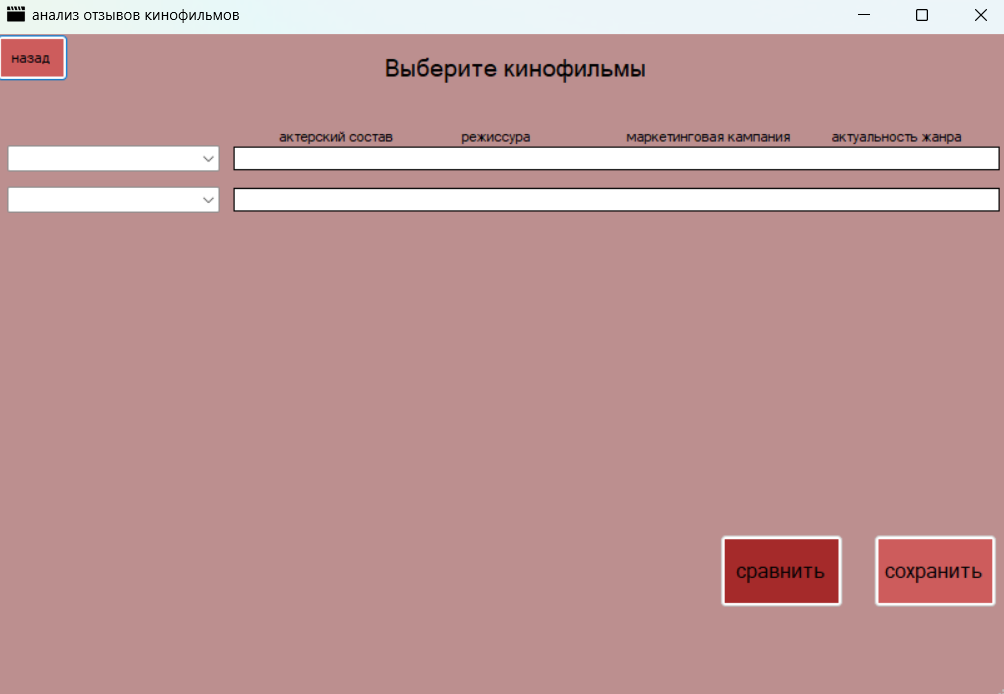 анализ отзывов кинофильмов
назад
Выберите кинофильмы
актерский состав режиссура маркетинговая кампания актуальность жанра
сравнить сохранить